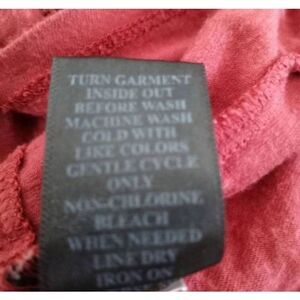 TURN GARMENT
INSIDE OUT
BEFORE WASH
MACHINE WASH
COLD WITH
LIKE COLORS
GENTLE CYCLE
ONLY
NON-CHLORINE
BLEACH
WHEN NEEDED
LINE DRY
IRON ON